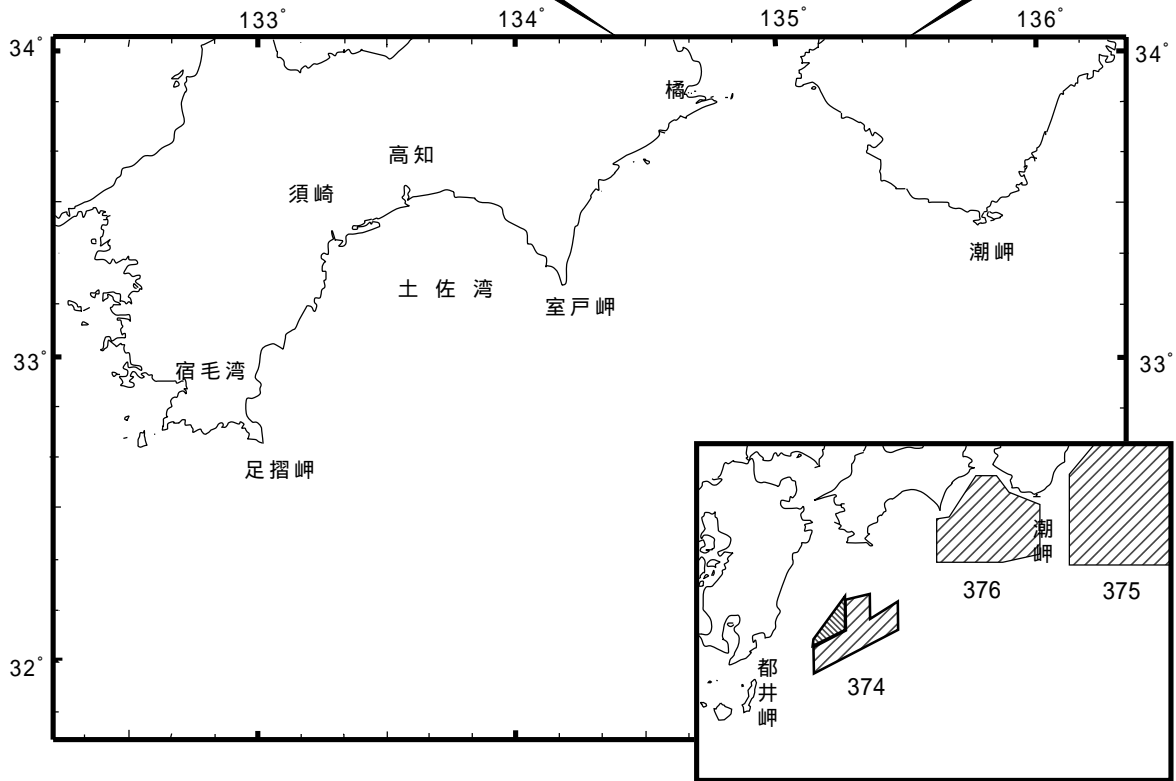 133°
134°
135°
136°
34°
34°
橘
高知
須崎
潮岬
土佐湾
室戸岬
33°
33°
宿毛湾
足摺岬
潮岬
376
375
32°
374
都井岬